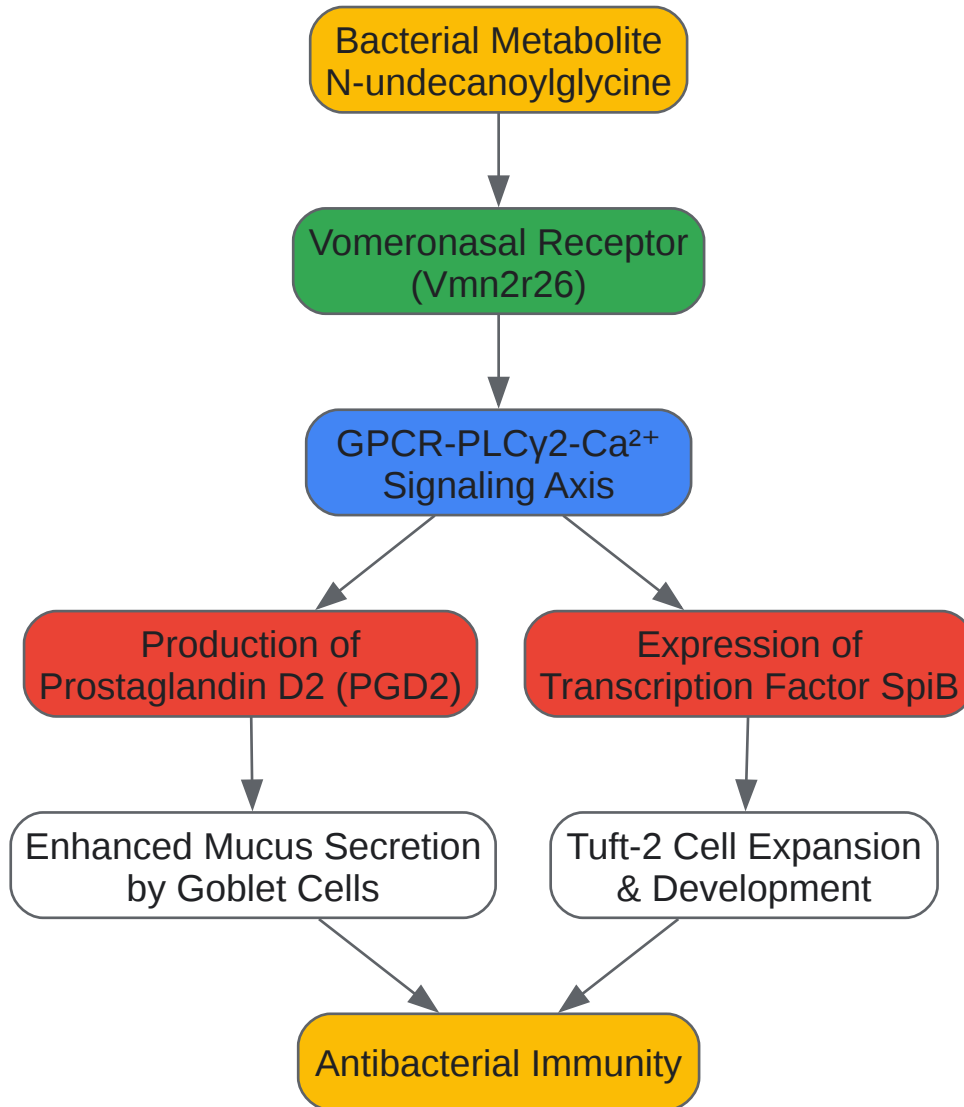 Bacterial Metabolite
N-undecanoylglycine
Vomeronasal Receptor
(Vmn2r26)
GPCR-PLCγ2-Ca²⁺
Signaling Axis
Production of
Prostaglandin D2 (PGD2)
Expression of
Transcription Factor SpiB
Enhanced Mucus Secretion
by Goblet Cells
Tuft-2 Cell Expansion
& Development
Antibacterial Immunity